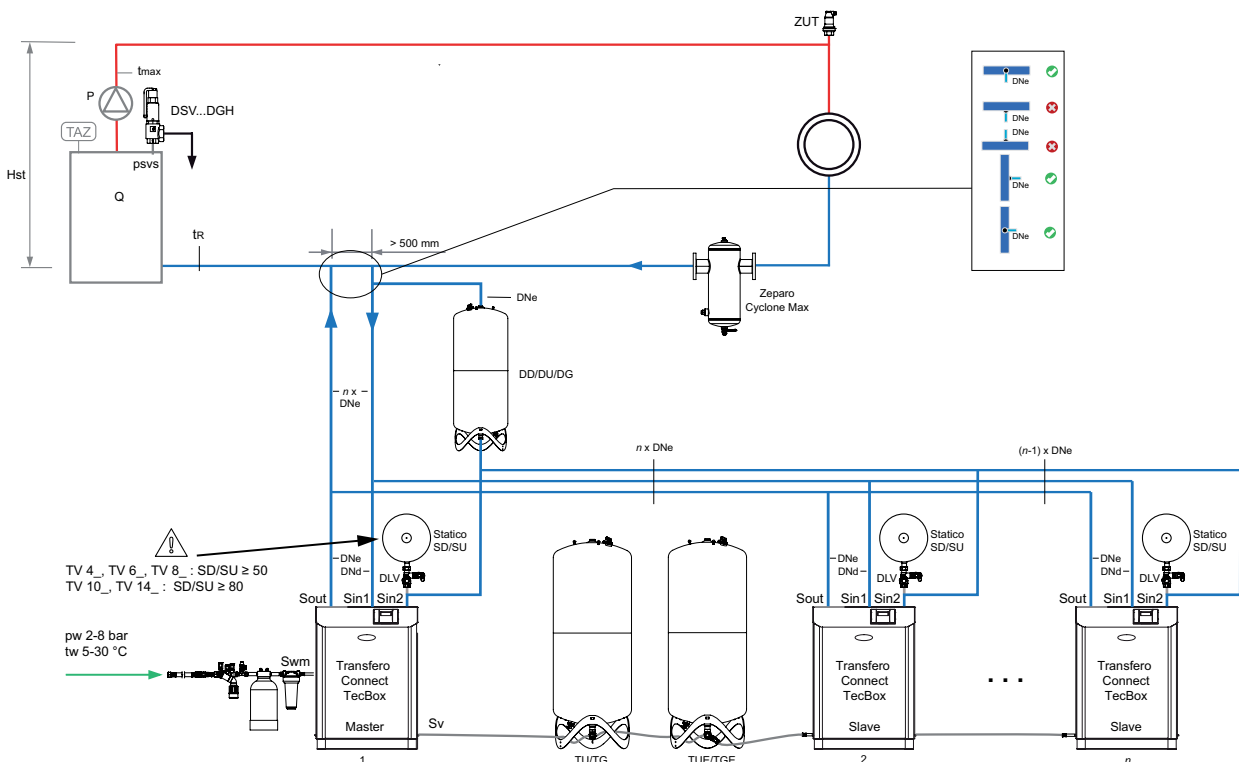 ZUT
tmax
P
DSV...DGH
TAZ
psvs
Hst
Q
DNe
DNe
DNe
DNe
DNe
tR
> 500 mm
DNe
Zeparo
Cyclone Max
DD/DU/DG
n x
DNe
n x DNe
(n-1) x DNe
TV 4_, TV 6_, TV 8_ : SD/SU ≥ 50
TV 10_, TV 14_ : SD/SU ≥ 80
Statico
SD/SU
DNe
DNd
DLV
Sout
Sin1
Sin2
Statico
SD/SU
DNe
DNd
DLV
Sout
Sin1
Sin2
Statico
SD/SU
DNe
DNd
DLV
Sout
Sin1
Sin2
pw 2-8 bar
tw 5-30 °C
Swm
Transfero
Connect
TecBox
Master
Sv
Transfero
Connect
TecBox
Slave
. . .
Transfero
Connect
TecBox
Slave
1
TU/TG
TUE/TGE
2
n